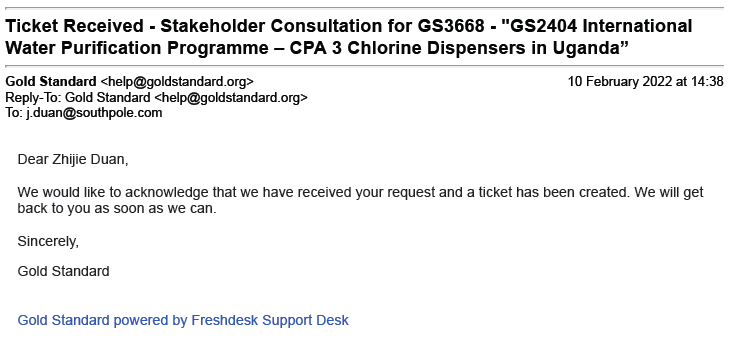 Ticket Received - Stakeholder Consultation for GS3668 - "GS2404 International
Water Purification Programme – CPA 3 Chlorine Dispensers in Uganda”
Gold Standard <help@goldstandard.org> 10 February 2022 at 14:38
Reply-To: Gold Standard <help@goldstandard.org>
To: j.duan@southpole.com
Dear Zhijie Duan,
We would like to acknowledge that we have received your request and a ticket has been created. We will get
back to you as soon as we can.
Sincerely,
Gold Standard
Gold Standard powered by Freshdesk Support Desk